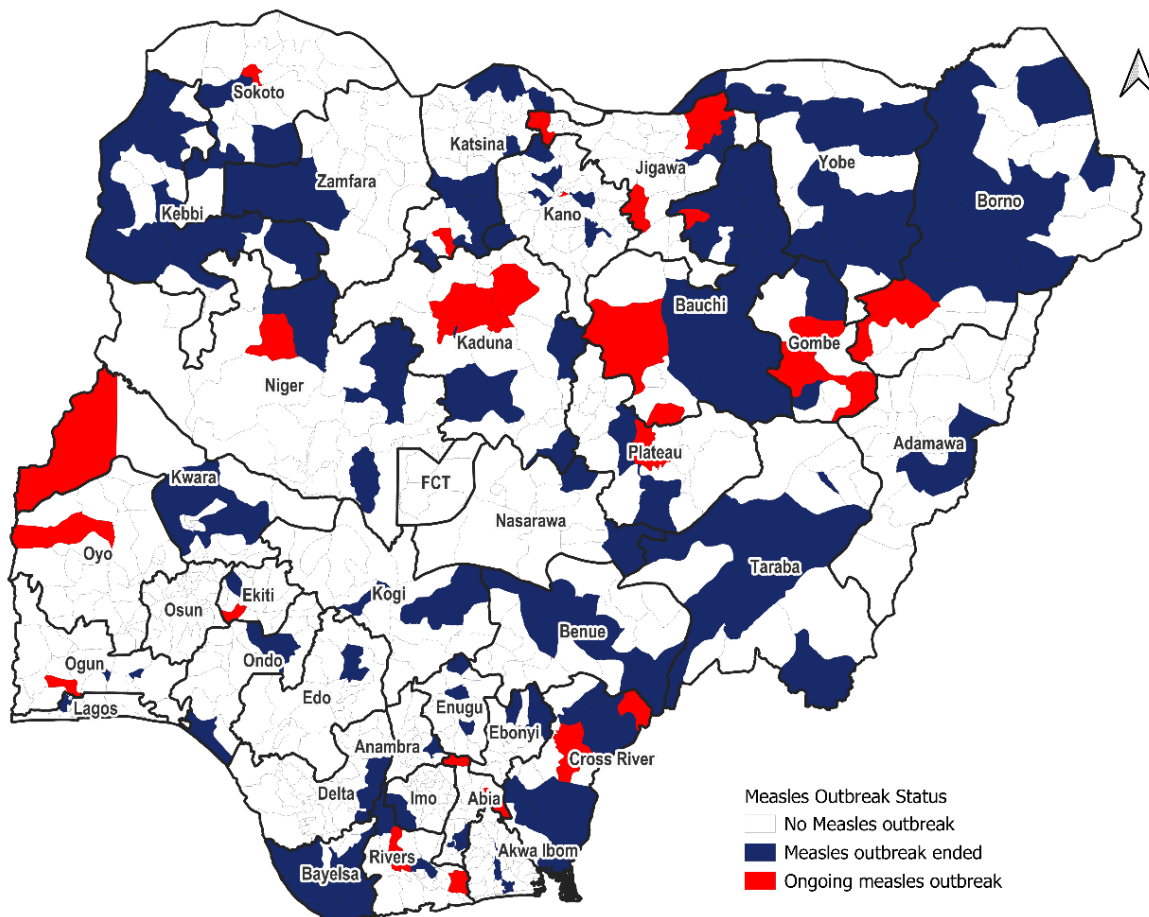 Sokoto
Katsina
Jigawa
Yobe
Borno
Zamfara
Kebbi
Kano
Bauchi
Kaduna
Gombe
Niger
Adamawa
Plateau
Kwara
FCT
Nasarawa
Oyo
Taraba
Osun
Ekiti
Kogi
Benue
Ogun
Ondo
Edo
Lagos
Enugu
Ebonyi
Anambra
Cross River
Delta
Imo
Abia
Rivers
Akwa Ibom
Bayelsa
Measles Outbreak Status
No Measles outbreak
Measles outbreak ended
Ongoing measles outbreak